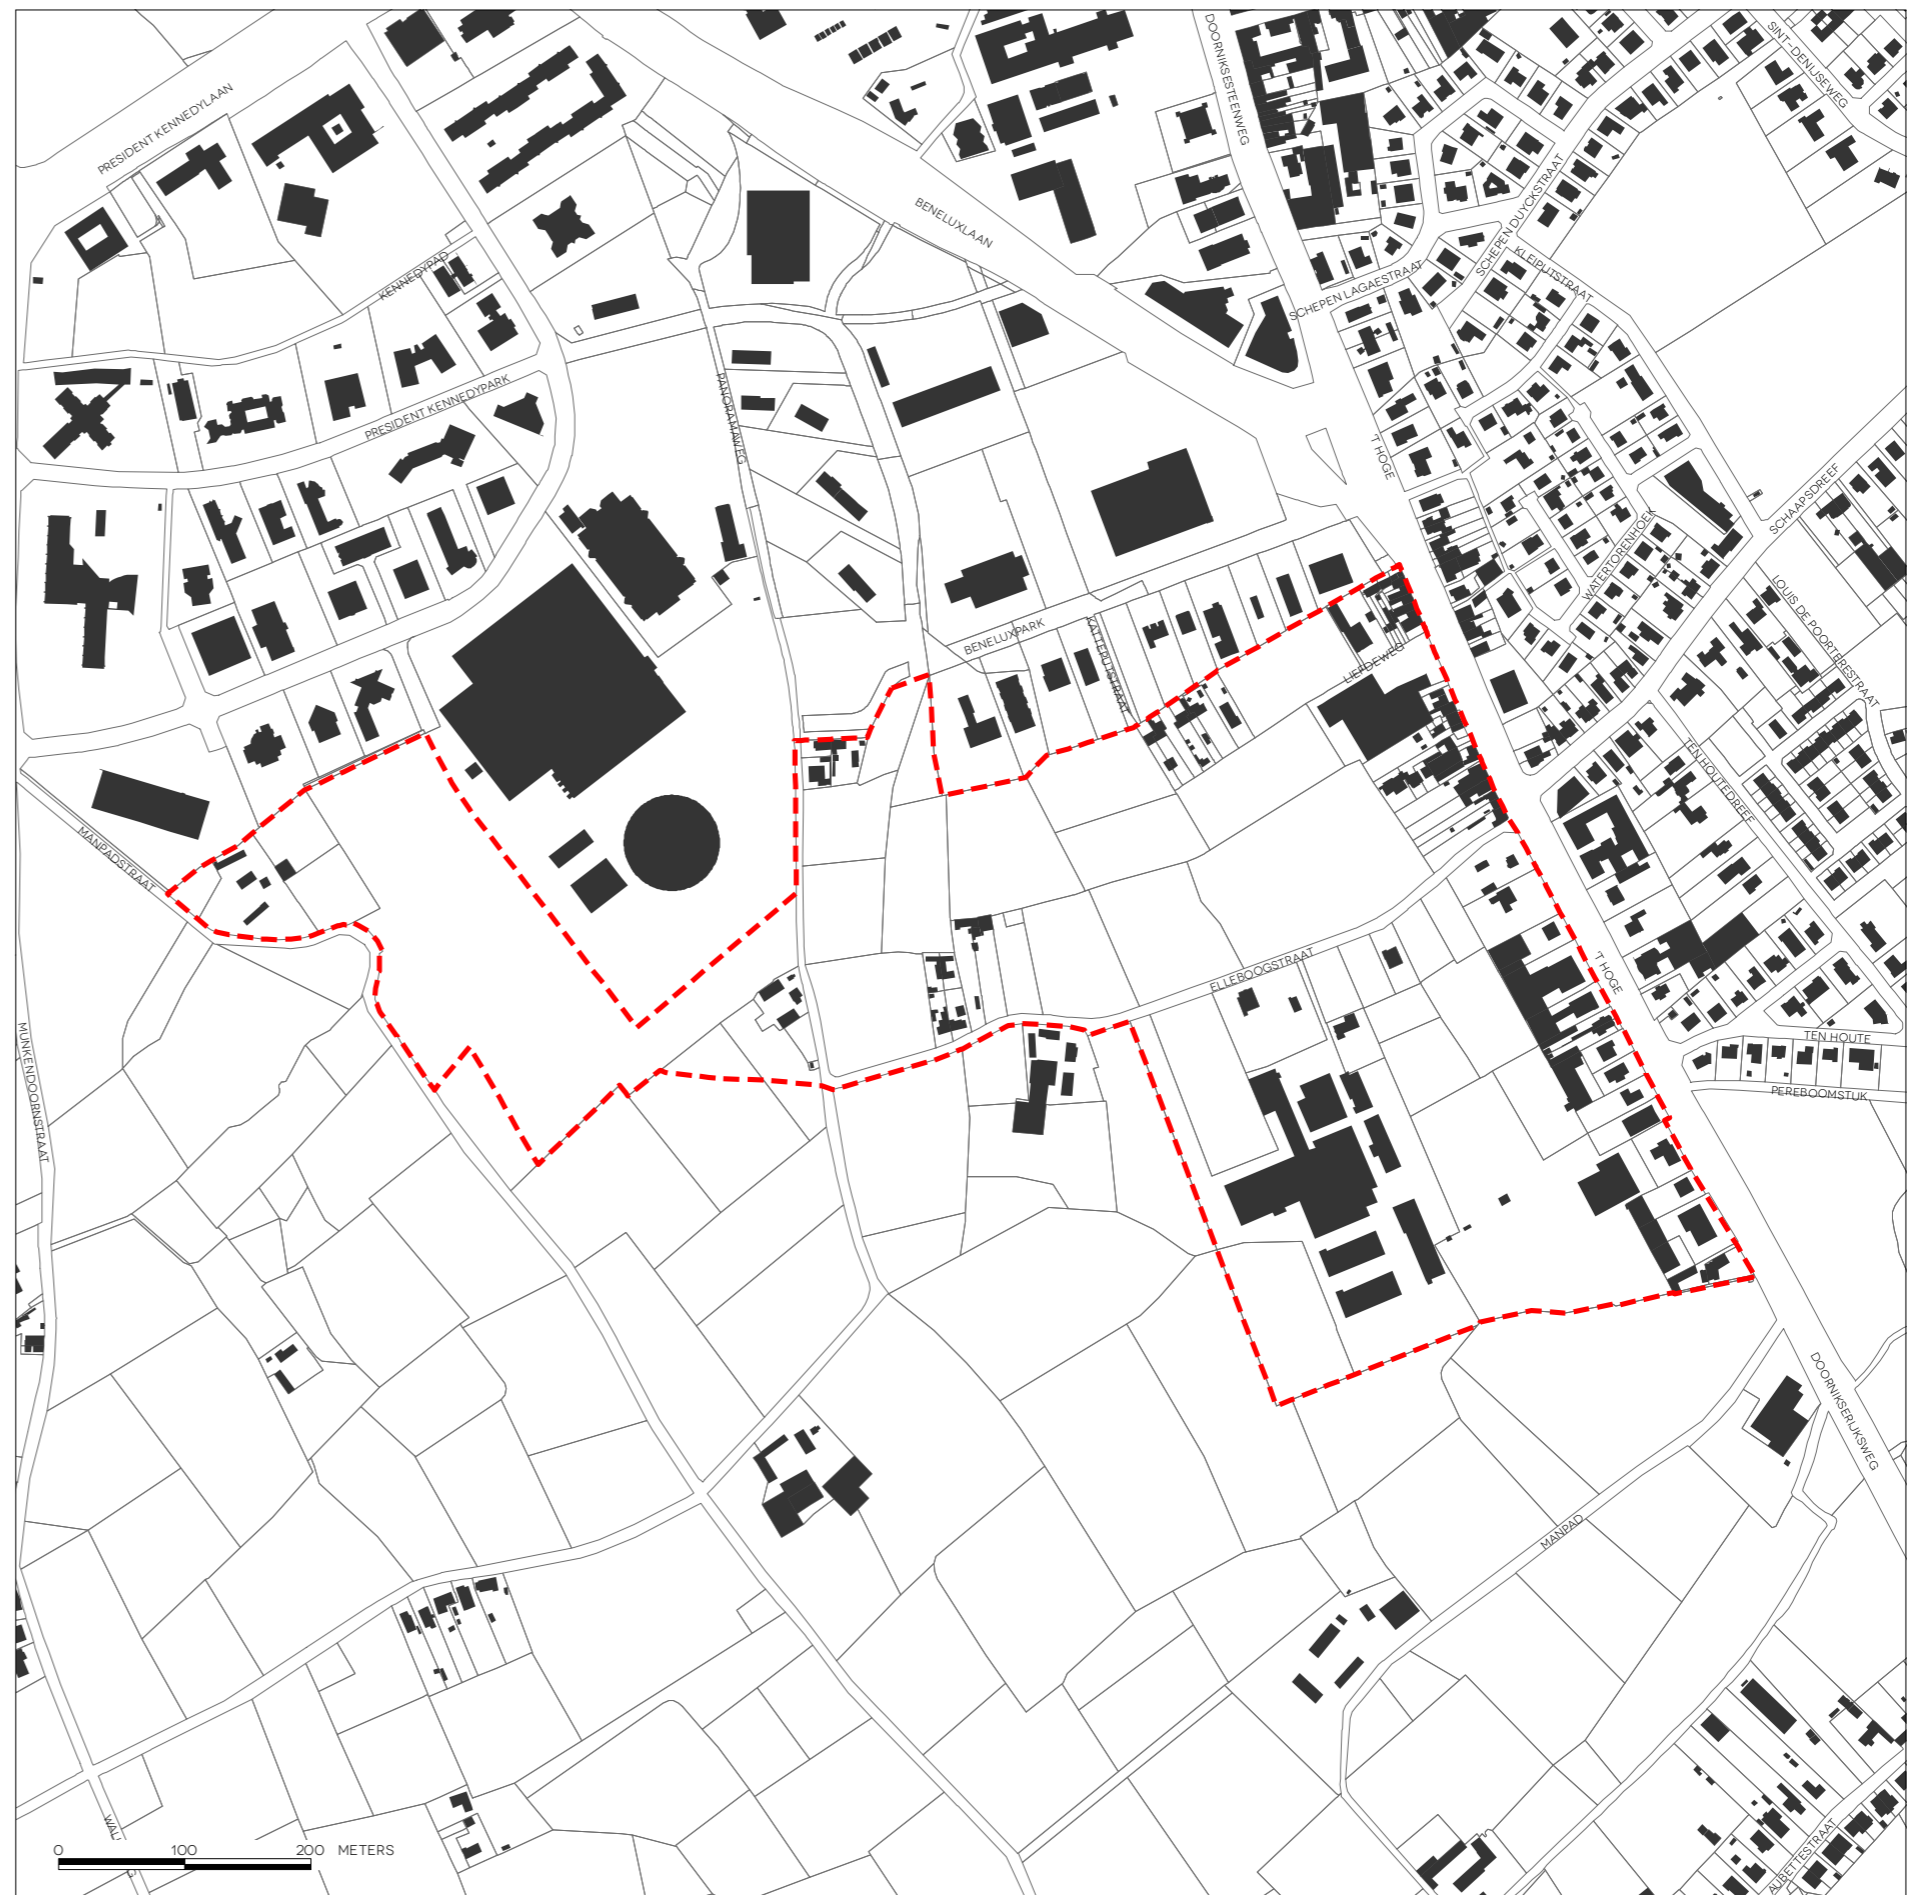 DOORNIKSESTEENWEG
SINT-DENIJSEWEG
PRESIDENT KENNEDYLAAN
BENELUXLAAN
SCHEPEN DUYCKSTRAAT
KLEIPUTSTRAAT
KENNEDYPAD
SCHEPEN LAGAESTRAAT
PRESIDENT KENNEDYPARK
PANORAMAWEG
'T HOGE
SCHAAPSDREEF
WATERTORENHOEK
LOUIS DE POORTERESTRAAT
BENELUXPARK
KATTEPUTSTRAAT
LIEFDEWEG
TEN HOUTEDREEF
MANPADSTRAAT
ELLEBOOGSTRAAT
'T HOGE
MUNKENDOORNSTRAAT
TEN HOUTE
PEREBOOMSTUK
DOORNIKSERIJKSWEG
MANPAD
AUBETTESTRAAT
0 100 200 METERS